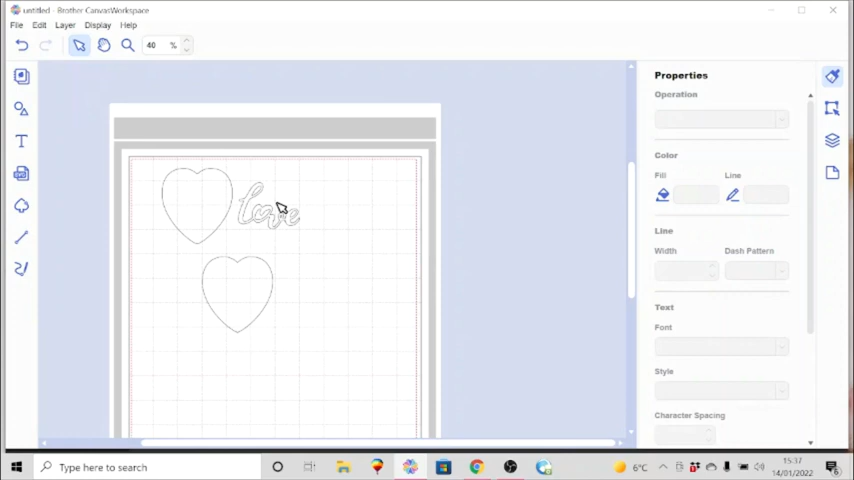 untitled - Brother CanvasWorkspace
File Edit Layer Display Help
40 %
Properties
Operation
Color
Fill Line
Line
Width Dash Pattern
Text
Font
Style
Character Spacing
love
Type here to search
6°C
15:37
14/01/2022